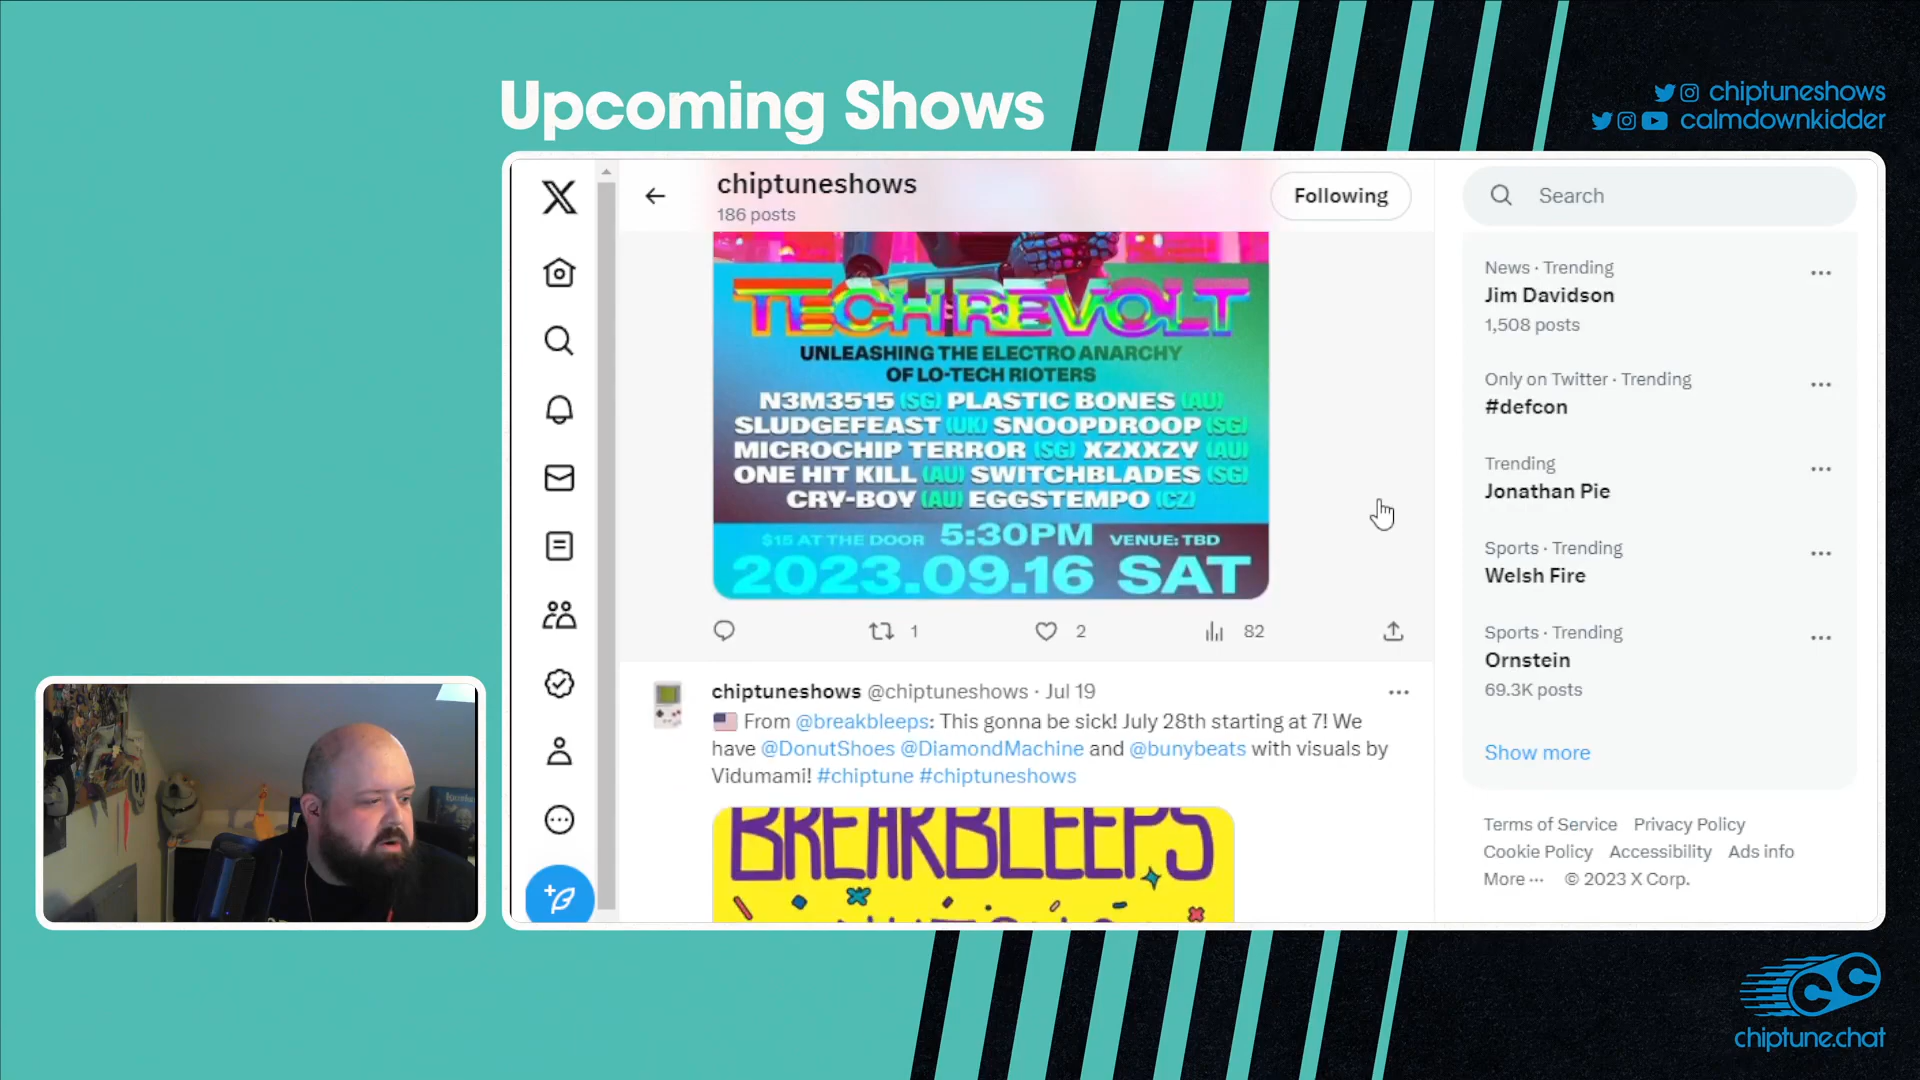 Upcoming Shows
chiptuneshows
calmdownkidder
chiptuneshows
186 posts
Following
Search
TECH REVOLT
UNLEASHING THE ELECTRO ANARCHY
OF LO-TECH RIOTERS
N3M3515 (SG) PLASTIC BONES (AU)
SLUDGEFEAST (UK) SNOOPDROOP (SG)
MICROCHIP TERROR (SG) XZXXZY (AU)
ONE HIT KILL (AU) SWITCHBLADES (SG)
CRY-BOY (AU) EGGSTEMPO (CZ)
$15 AT THE DOOR 5:30PM VENUE: TBD
2023.09.16 SAT
1
2
82
chiptuneshows @chiptuneshows · Jul 19
From @breakbleeps: This gonna be sick! July 28th starting at 7! We
have @DonutShoes @DiamondMachine and @bunybeats with visuals by
Vidumami! #chiptune #chiptuneshows
BREAKBLEEPS
News · Trending
Jim Davidson
1,508 posts
Only on Twitter · Trending
#defcon
Trending
Jonathan Pie
Sports · Trending
Welsh Fire
Sports · Trending
Ornstein
69.3K posts
Show more
Terms of Service Privacy Policy
Cookie Policy Accessibility Ads info
More ··· © 2023 X Corp.
chiptune.chat